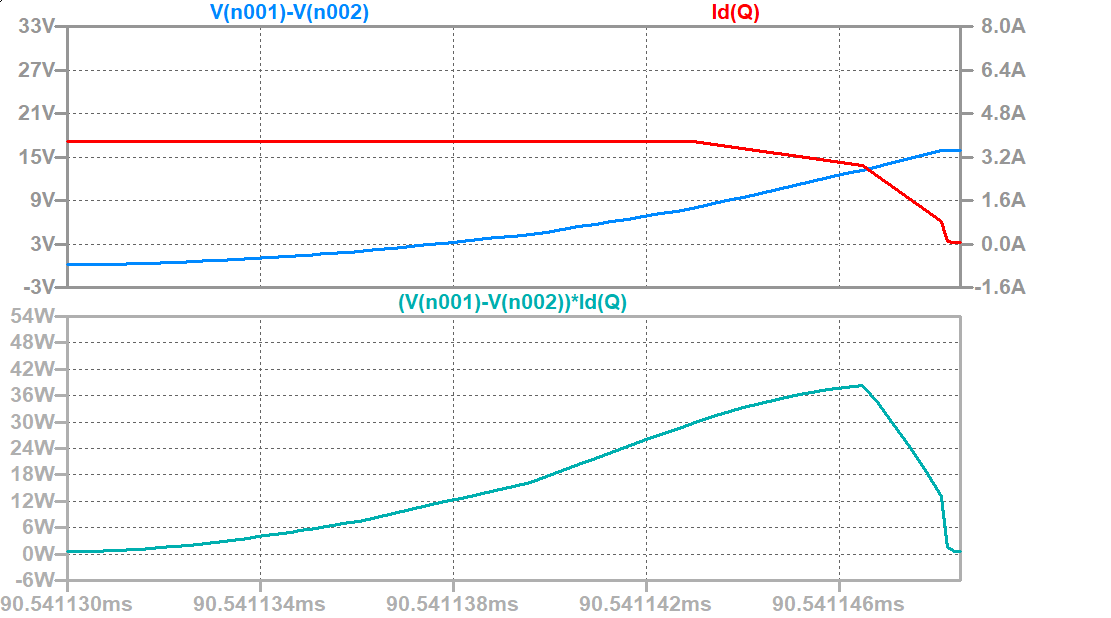 V(n001)-V(n002) Id(Q)
33V 8.0A
27V 6.4A
21V 4.8A
15V 3.2A
9V 1.6A
3V 0.0A
-3V -1.6A
(V(n001)-V(n002))*Id(Q)
54W
48W
42W
36W
30W
24W
18W
12W
6W
0W
-6W
90.541130ms 90.541134ms 90.541138ms 90.541142ms 90.541146ms